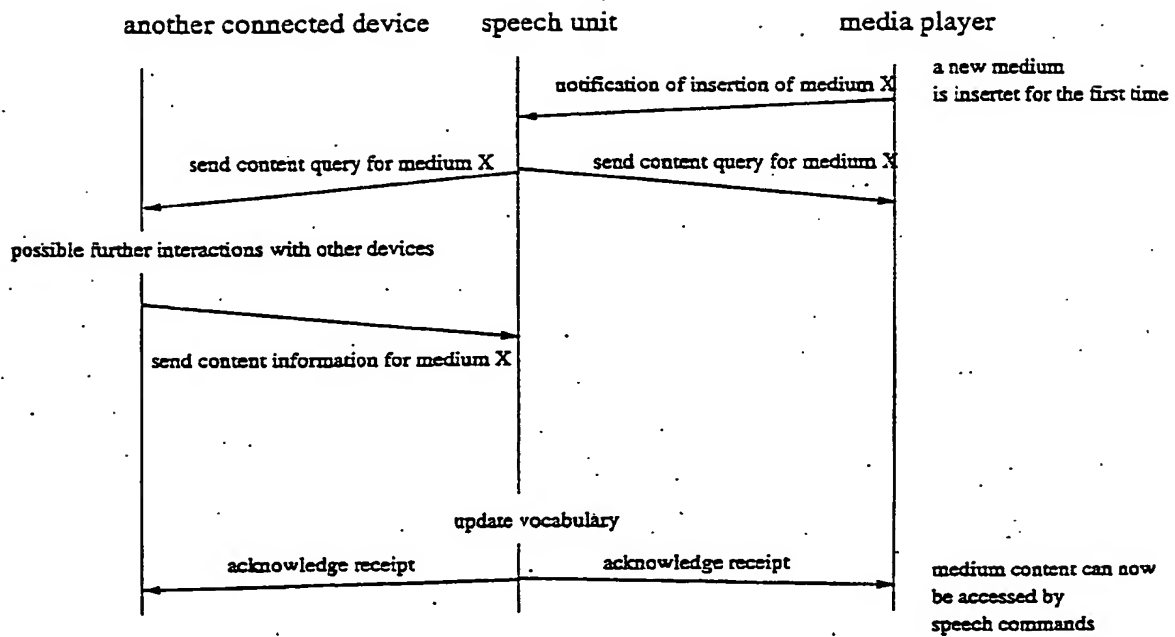 another connected device speech unit media player
a new medium
is insertet for the first time
notification of insertion of medium X
send content query for medium X send content query for medium X
possible further interactions with other devices
send content information for medium X
update vocabulary
acknowledge receipt acknowledge receipt
medium content can now
be accessed by
speech commands